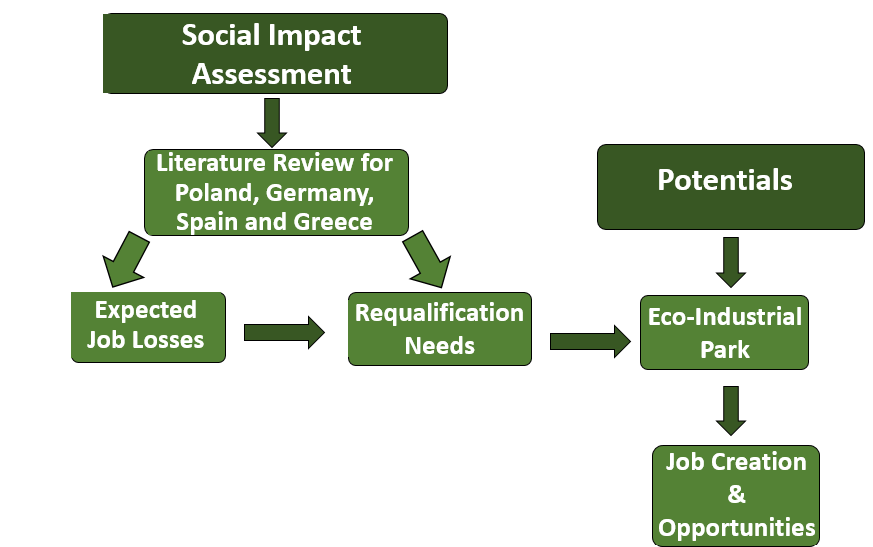 Social Impact
Assessment
Literature Review for
Poland, Germany,
Spain and Greece
Potentials
Expected
Job Losses
Requalification
Needs
Eco-Industrial
Park
Job Creation
&
Opportunities